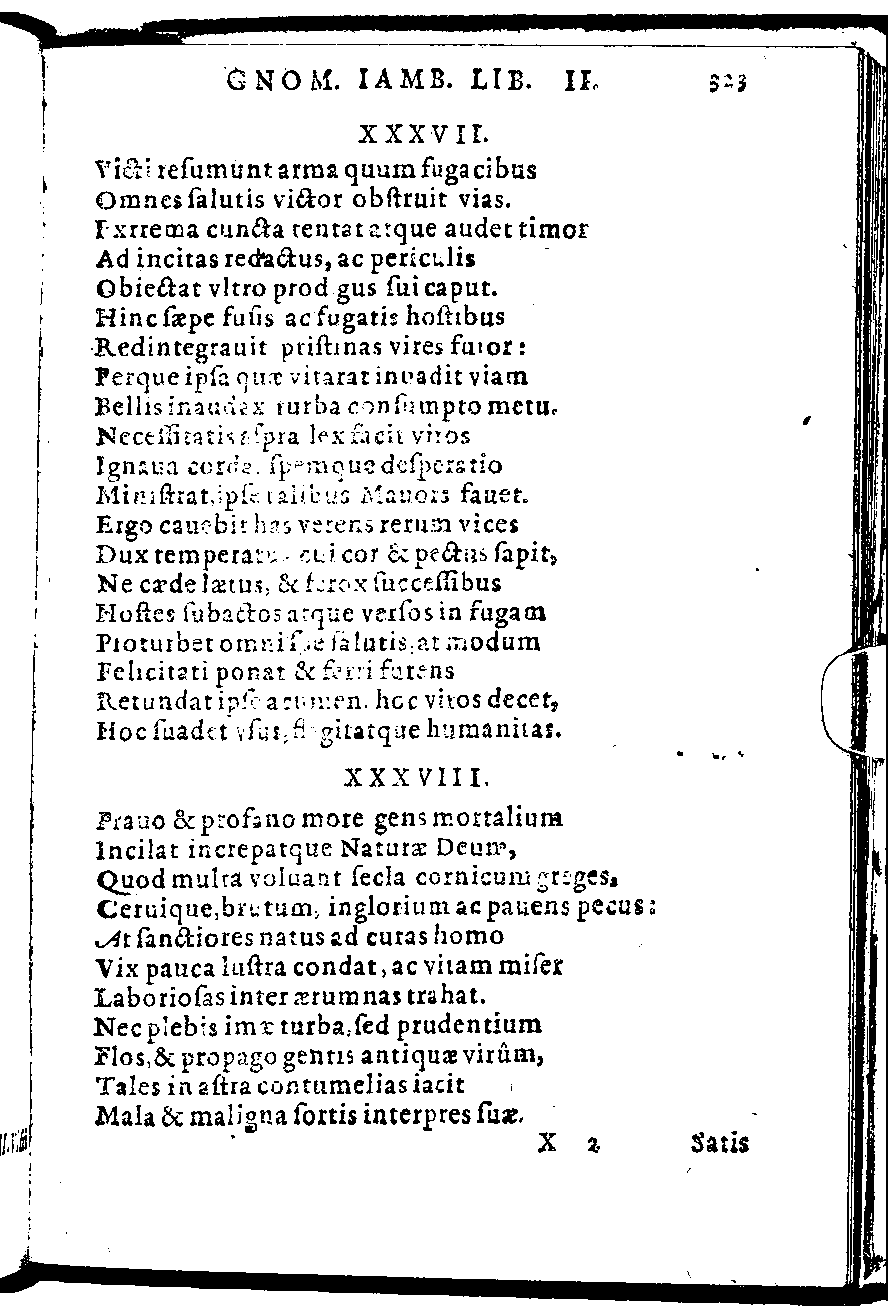 GNOM. IAMB. LIB. II. 323
XXXVII.
Victi reſumunt arma quum fugacibus
Omnes ſalutis victor obſtruit vias.
Extrema cuncta tentat atque audet timor
Ad incitas redactus, ac periculis
Obiectat vltro prodigus ſui caput.
Hinc ſæpe fuſis ac fugatis hoſtibus
Redintegrauit priſtinas vires furor:
Perque ipſa quæ vitarat inuadit viam
Bellis inaudax turba conſumpto metu.
Neceſſitatis aſpra lex facit viros
Ignaua corda, ſpemque deſperatio
Miniſtrat, ipſe talibus Mauors fauet.
Ergo cauebit has verens rerum vices
Dux temperatus cui cor & pectus ſapit,
Ne cæde lætus, & ferox ſucceſſibus
Hoſtes ſubactos atque verſos in fugam
Proturbet omni ſpe ſalutis, at modum
Felicitati ponat & ferri furens
Retundat ipſe acumen. hoc viros decet,
Hoc ſuadet vſus, flagitatque humanitas.
XXXVIII.
Prauo & profano more gens mortalium
Incilat increpatque Naturæ Deum,
Quod multa voluant ſecla cornicum greges,
Ceruique, brutum, inglorium ac pauens pecus:
At ſanctiores natus ad curas homo
Vix pauca luſtra condat, ac vitam miſer
Laborioſas inter ærumnas trahat.
Nec plebis imæ turba, ſed prudentium
Flos, & propago gentis antiquæ virûm,
Tales in aſtra contumelias iacit
Mala & maligna ſortis interpres ſuæ.
X 2 Satis